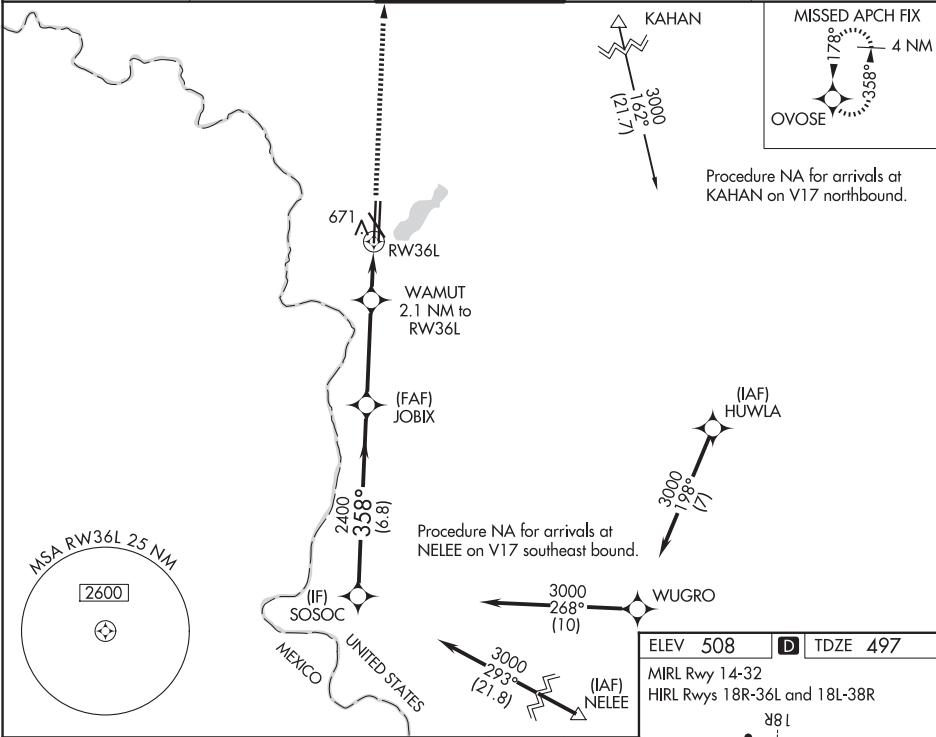 KAHAN
3000
162°
(21.7)
MISSED APCH FIX
178°
4 NM
358°
OVOSE
Procedure NA for arrivals at
KAHAN on V17 northbound.
671
RW36L
WAMUT
2.1 NM to
RW36L
(FAF)
JOBIX
(IAF)
HUWLA
3000
198°
(7)
2400
358°
(6.8)
Procedure NA for arrivals at
NELEE on V17 southeast bound.
MSA RW36L 25 NM
2600
(IF)
SOSOC
3000
268°
(10)
WUGRO
MEXICO
UNITED STATES
3000
293°
(21.8)
(IAF)
NELEE
ELEV 508 D TDZE 497
MIRL Rwy 14-32
HIRL Rwys 18R-36L and 18L-38R
18R